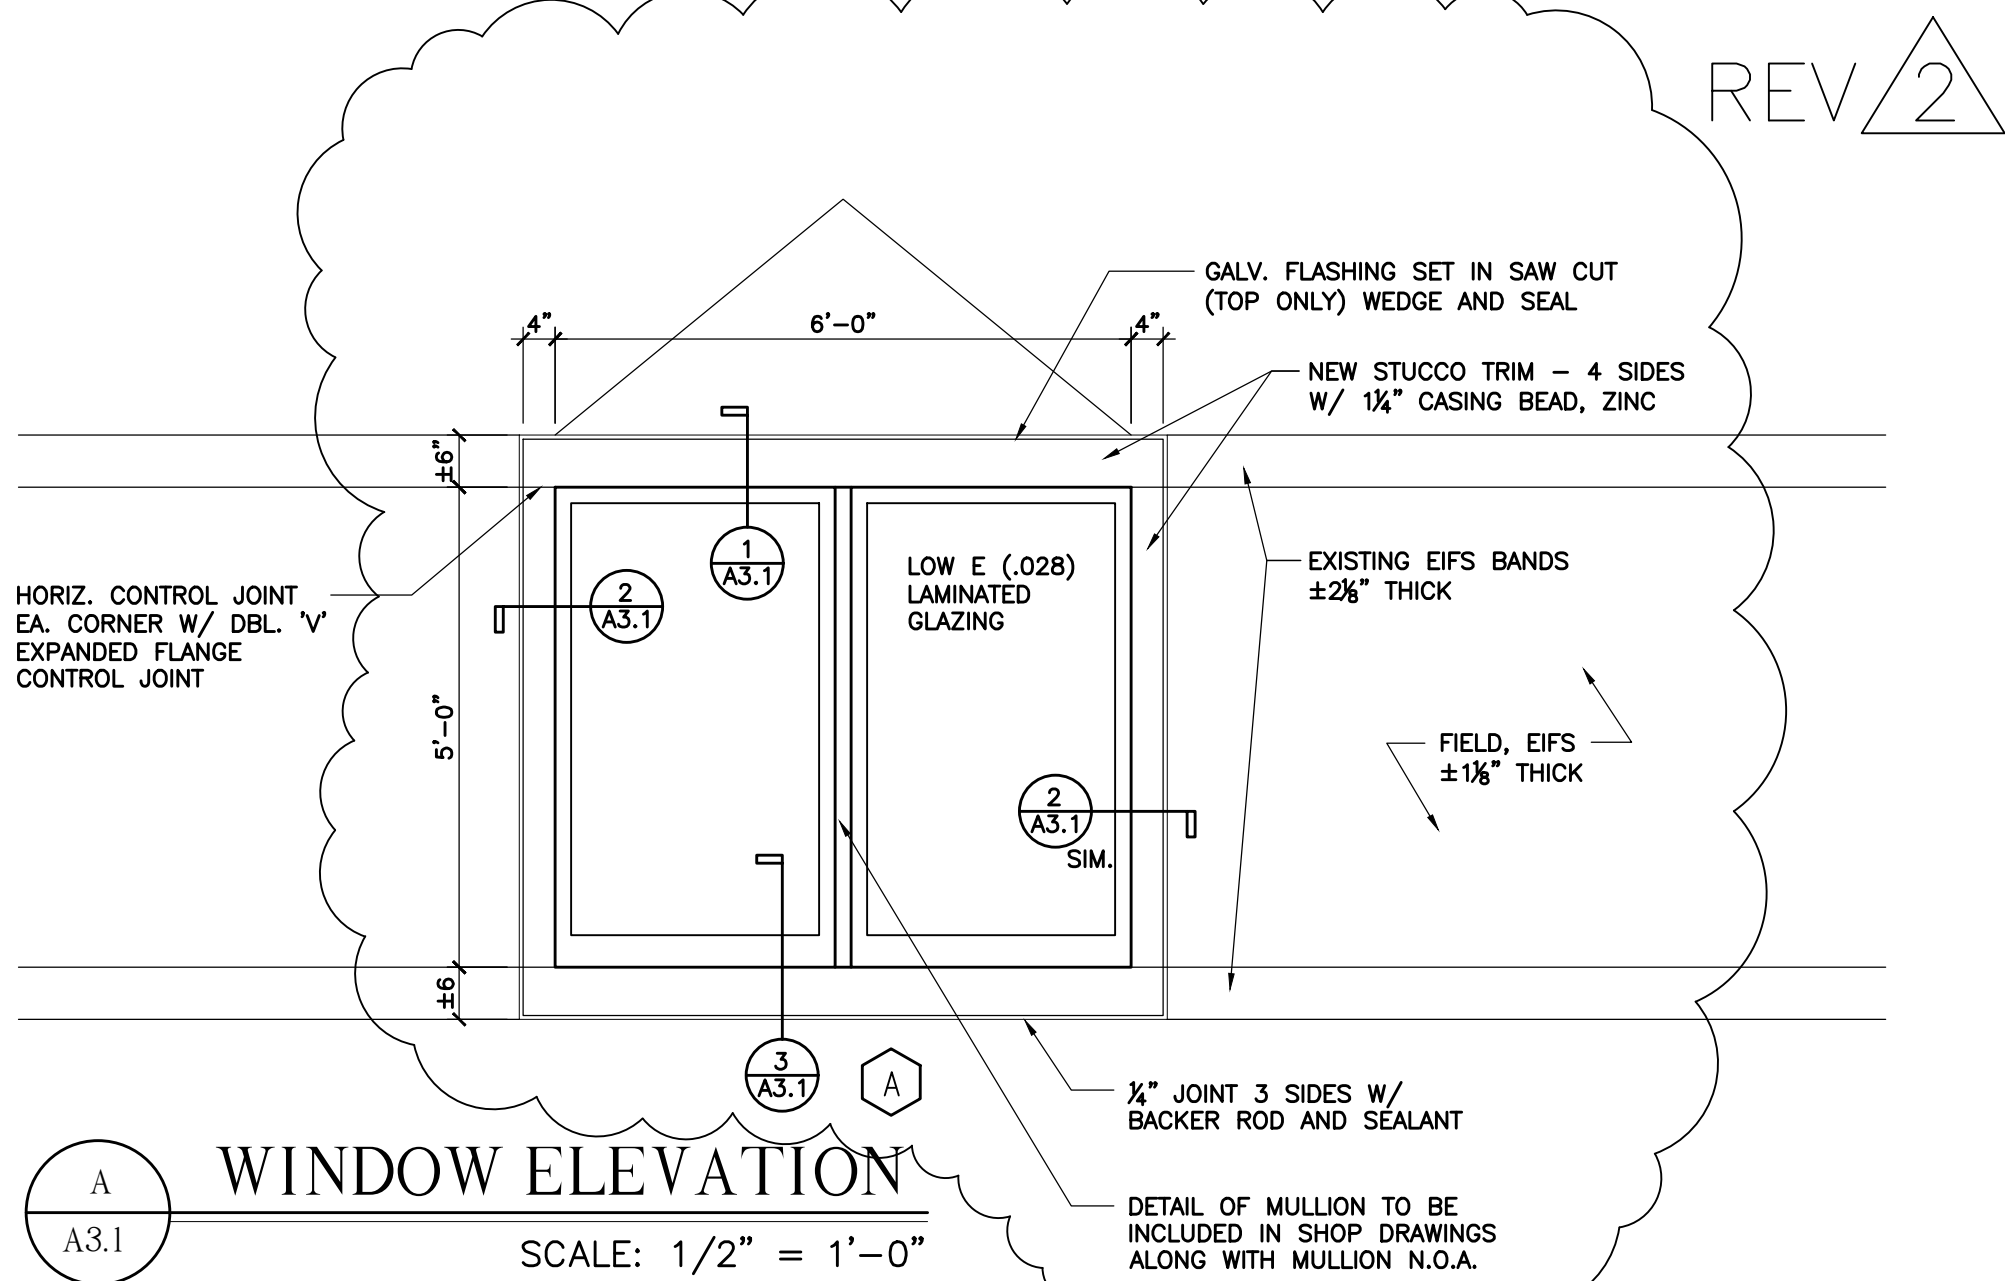 REV 2
GALV. FLASHING SET IN SAW CUT
(TOP ONLY) WEDGE AND SEAL
4" 6'-0" 4"
NEW STUCCO TRIM - 4 SIDES
W/ 1¼" CASING BEAD, ZINC
±6"
1
A3.1
2
A3.1
LOW E (.028)
LAMINATED
GLAZING
EXISTING EIFS BANDS
±2⅛" THICK
HORIZ. CONTROL JOINT
EA. CORNER W/ DBL. 'V'
EXPANDED FLANGE
CONTROL JOINT
5'-0"
FIELD, EIFS
±1⅛" THICK
2
A3.1
SIM.
±6
3
A3.1
A
¼" JOINT 3 SIDES W/
BACKER ROD AND SEALANT
A
A3.1
WINDOW ELEVATION
SCALE: 1/2" = 1'-0"
DETAIL OF MULLION TO BE
INCLUDED IN SHOP DRAWINGS
ALONG WITH MULLION N.O.A.